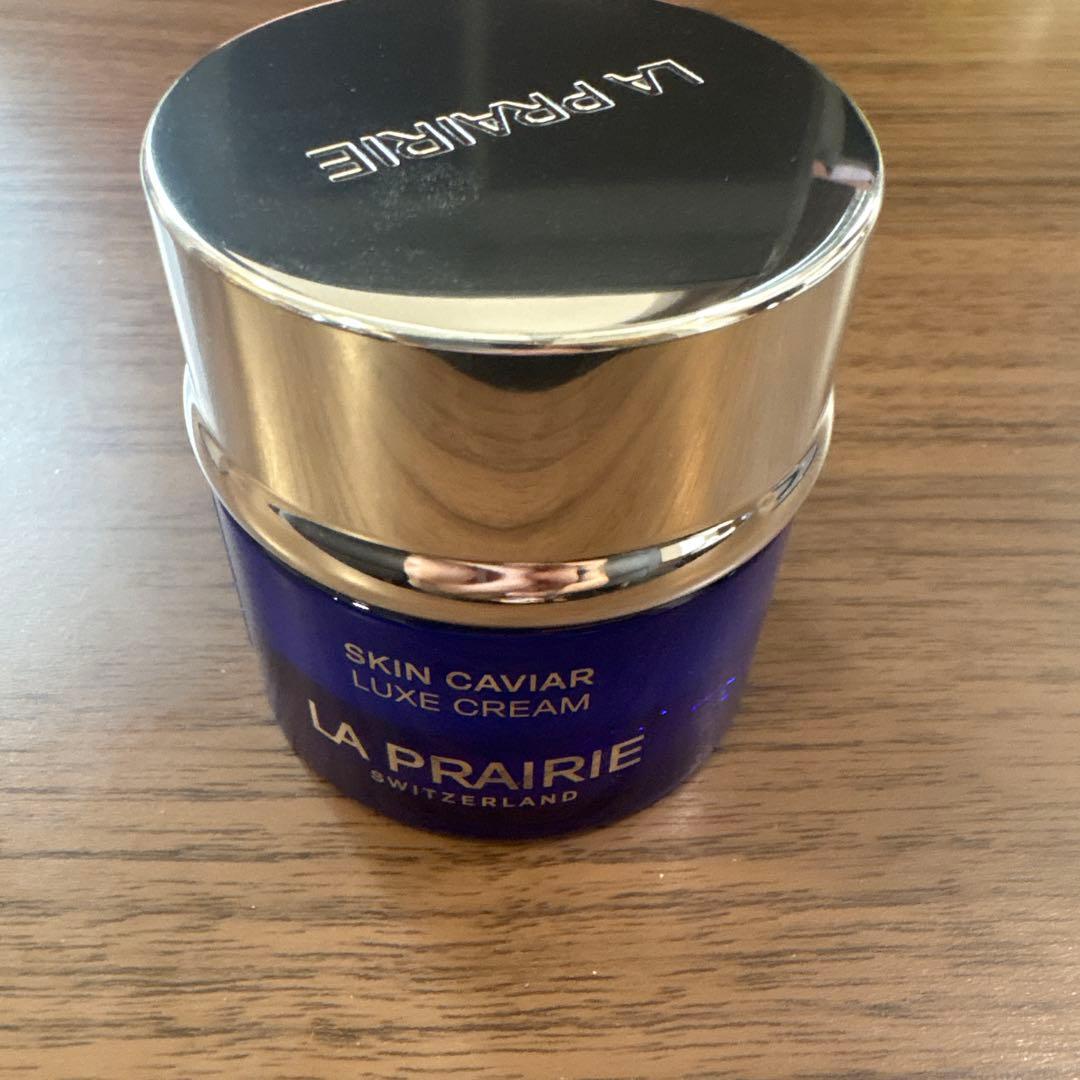 LA PRAIRIE
SKIN CAVIAR
LUXE CREAM
LA PRAIRIE
SWITZERLAND